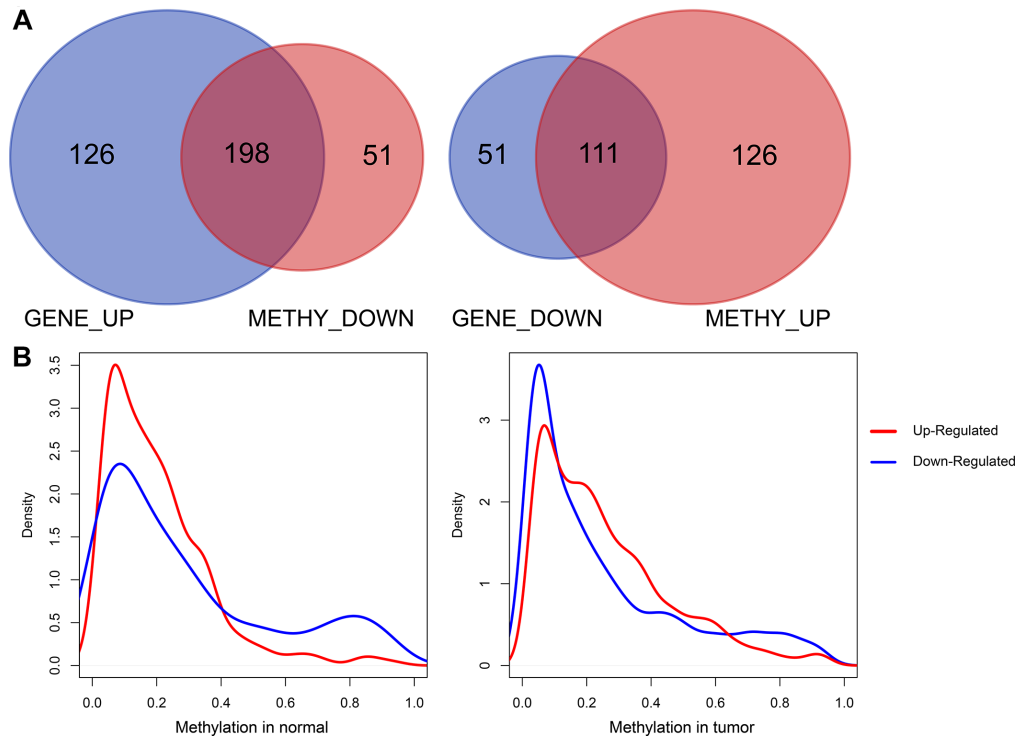 A
126
198
51
51
111
126
GENE_UP
METHY_DOWN
GENE_DOWN
METHY_UP
B
Density
0.0
0.5
1.0
1.5
2.0
2.5
3.0
3.5
0.0
0.2
0.4
0.6
0.8
1.0
Methylation in normal
Density
0
1
2
3
0.0
0.2
0.4
0.6
0.8
1.0
Methylation in tumor
Up-Regulated
Down-Regulated